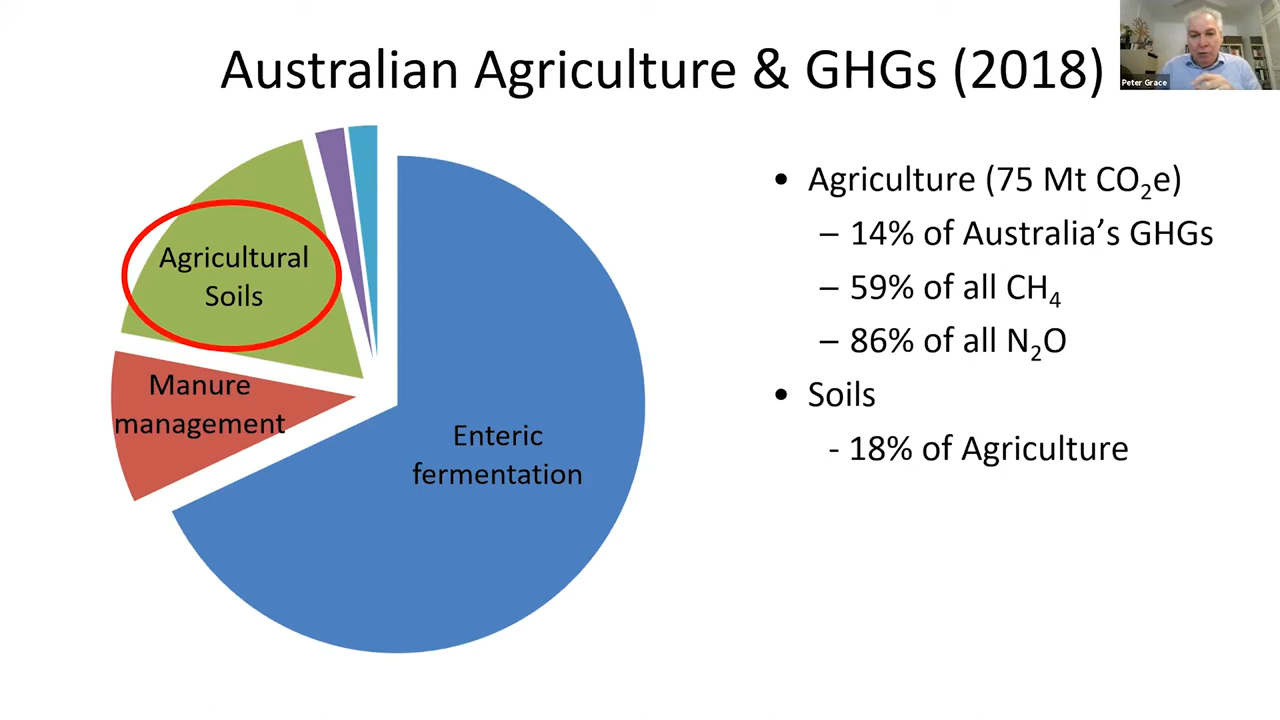 Australian Agriculture & GHGs (2018)
Peter Grace
Agricultural
Soils
Manure
management
Enteric
fermentation
• Agriculture (75 Mt CO₂e)
– 14% of Australia’s GHGs
– 59% of all CH₄
– 86% of all N₂O
• Soils
- 18% of Agriculture